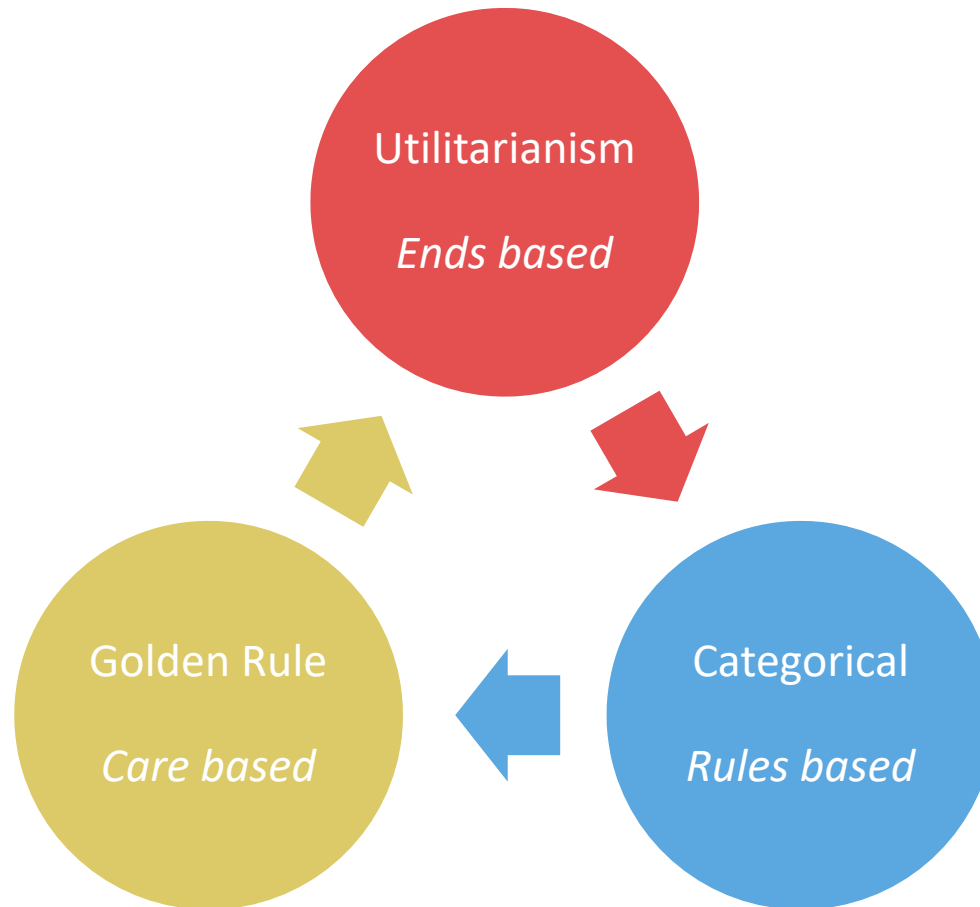 Utilitarianism
Ends based
Golden Rule
Care based
Categorical
Rules based